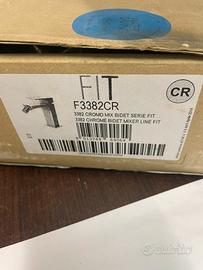 FIT
F3382CR
CR
3382 CROMO MIX BIDET SERIE FIT
3382 CHROME BIDET MIXER LINE FIT